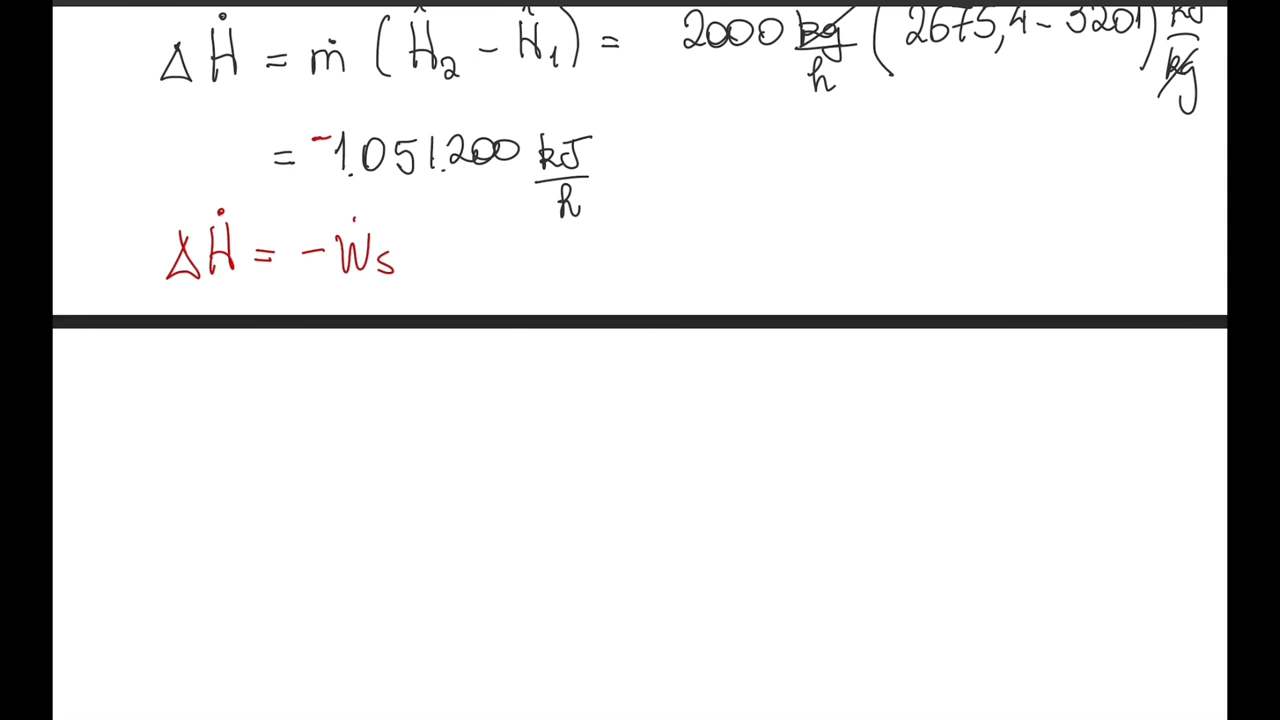 ΔḢ = ṁ (Ĥ₂ - Ĥ₁) = 2000 kg/h (2675,4 - 3201) kJ/kg
= -1.051.200 kJ/h
ΔḢ = -Ẇs